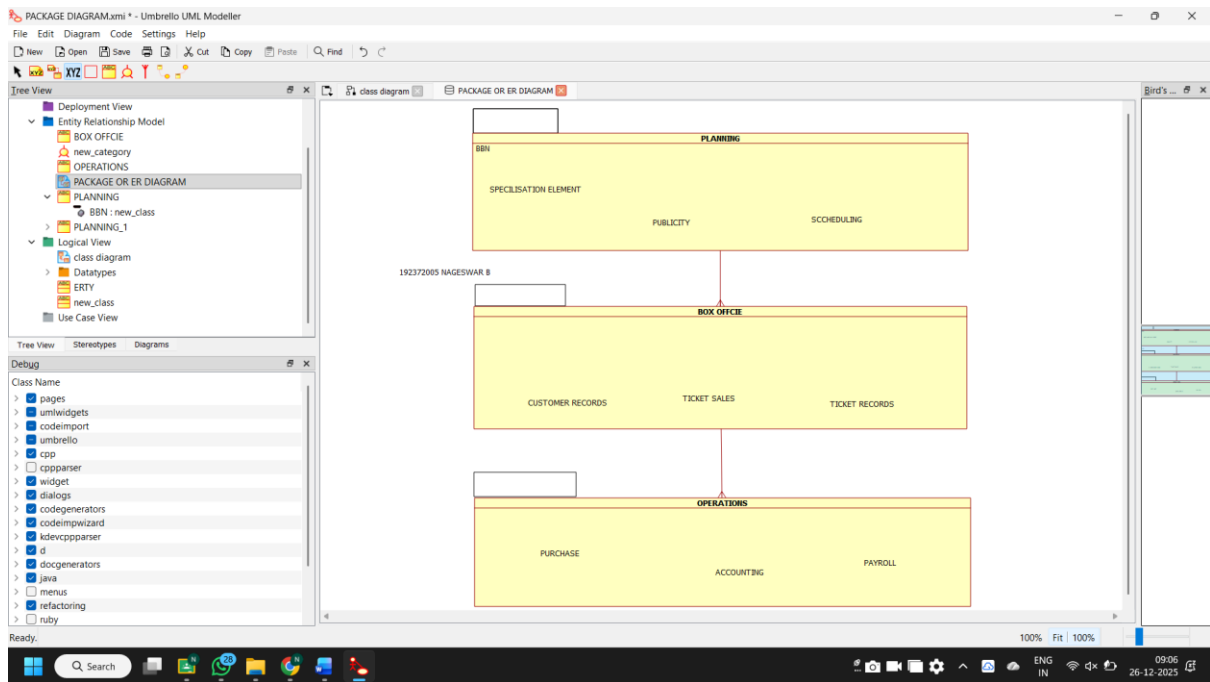 PACKAGE DIAGRAM.xmi * - Umbrello UML Modeller
File Edit Diagram Code Settings Help
New Open Save Cut Copy Paste Find
XYZ
Tree View
class diagram PACKAGE OR ER DIAGRAM
Bird's ...
Deployment View
Entity Relationship Model
BOX OFFCIE
new_category
OPERATIONS
PACKAGE OR ER DIAGRAM
PLANNING
BBN : new_class
PLANNING_1
Logical View
class diagram
Datatypes
ERTY
new_class
Use Case View
Tree View Stereotypes Diagrams
Debug
Class Name
pages
umlwidgets
codeimport
umbrello
cpp
cppparser
widget
dialogs
codegenerators
codeimpwizard
kdevcppparser
d
docgenerators
java
menus
refactoring
ruby
PLANNING
BBN
SPECILISATION ELEMENT
PUBLICITY
SCCHEDULING
192372005 NAGESWAR B
BOX OFFCIE
CUSTOMER RECORDS
TICKET SALES
TICKET RECORDS
OPERATIONS
PURCHASE
ACCOUNTING
PAYROLL
Ready.
100% Fit 100%
Search
28
ENG
IN
09:06
26-12-2025